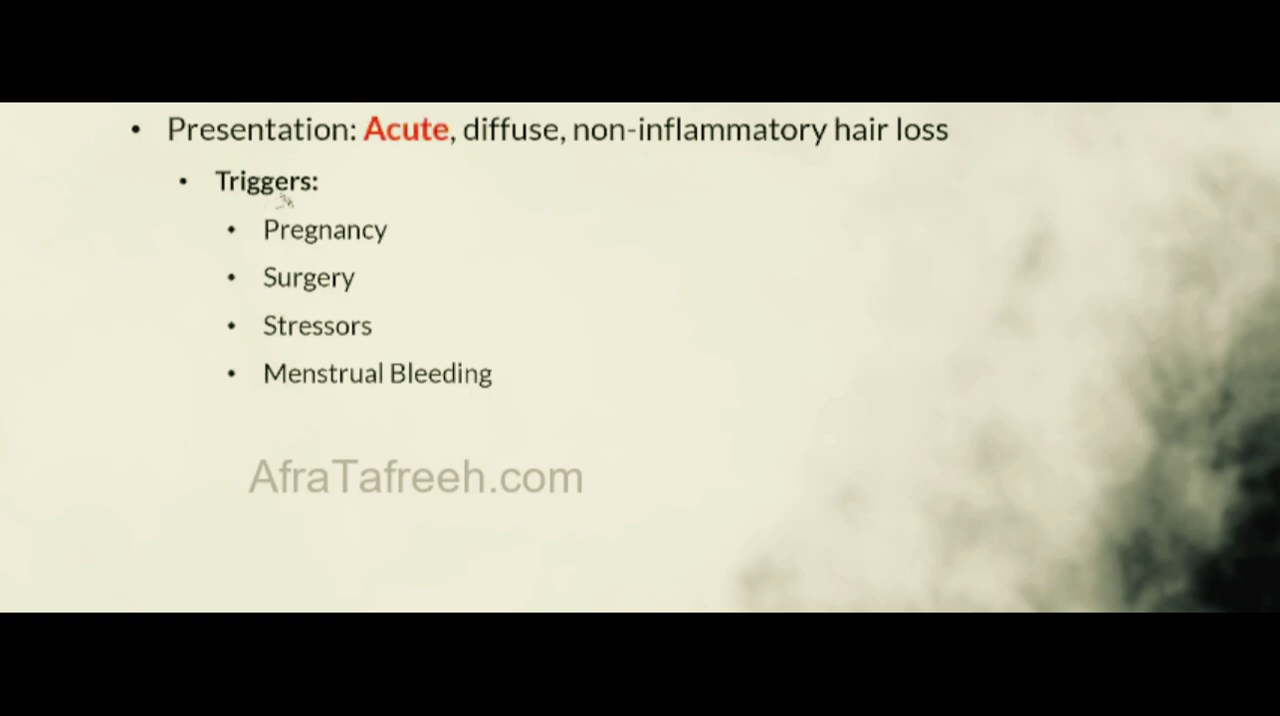 • Presentation: Acute, diffuse, non-inflammatory hair loss
• Triggers:
• Pregnancy
• Surgery
• Stressors
• Menstrual Bleeding
AfraTafreeh.com